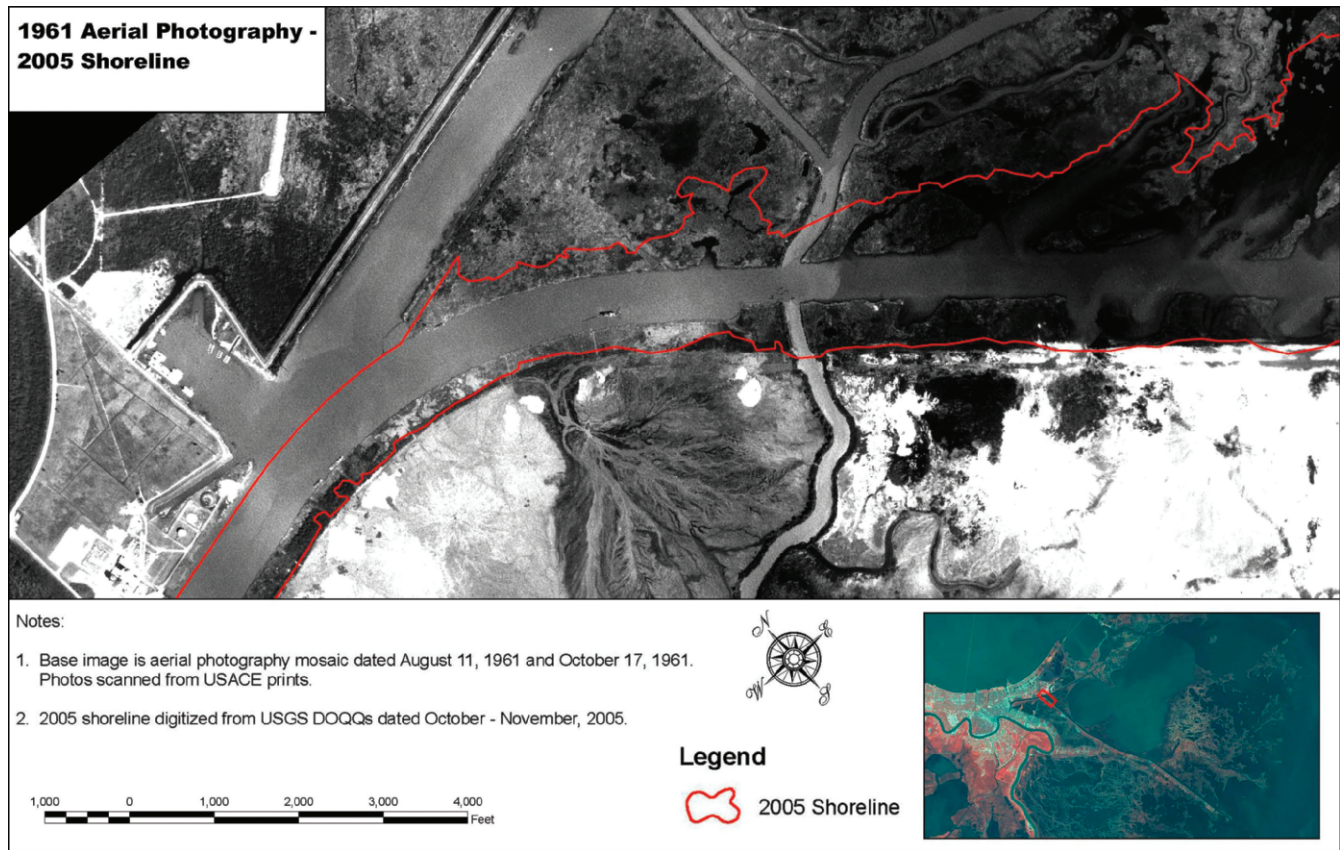 1961 Aerial Photography -
2005 Shoreline
Notes:
1. Base image is aerial photography mosaic dated August 11, 1961 and October 17, 1961.
Photos scanned from USACE prints.
2. 2005 shoreline digitized from USGS DOQQs dated October - November, 2005.
N E
W S
Legend
2005 Shoreline
1,000 0 1,000 2,000 3,000 4,000
Feet